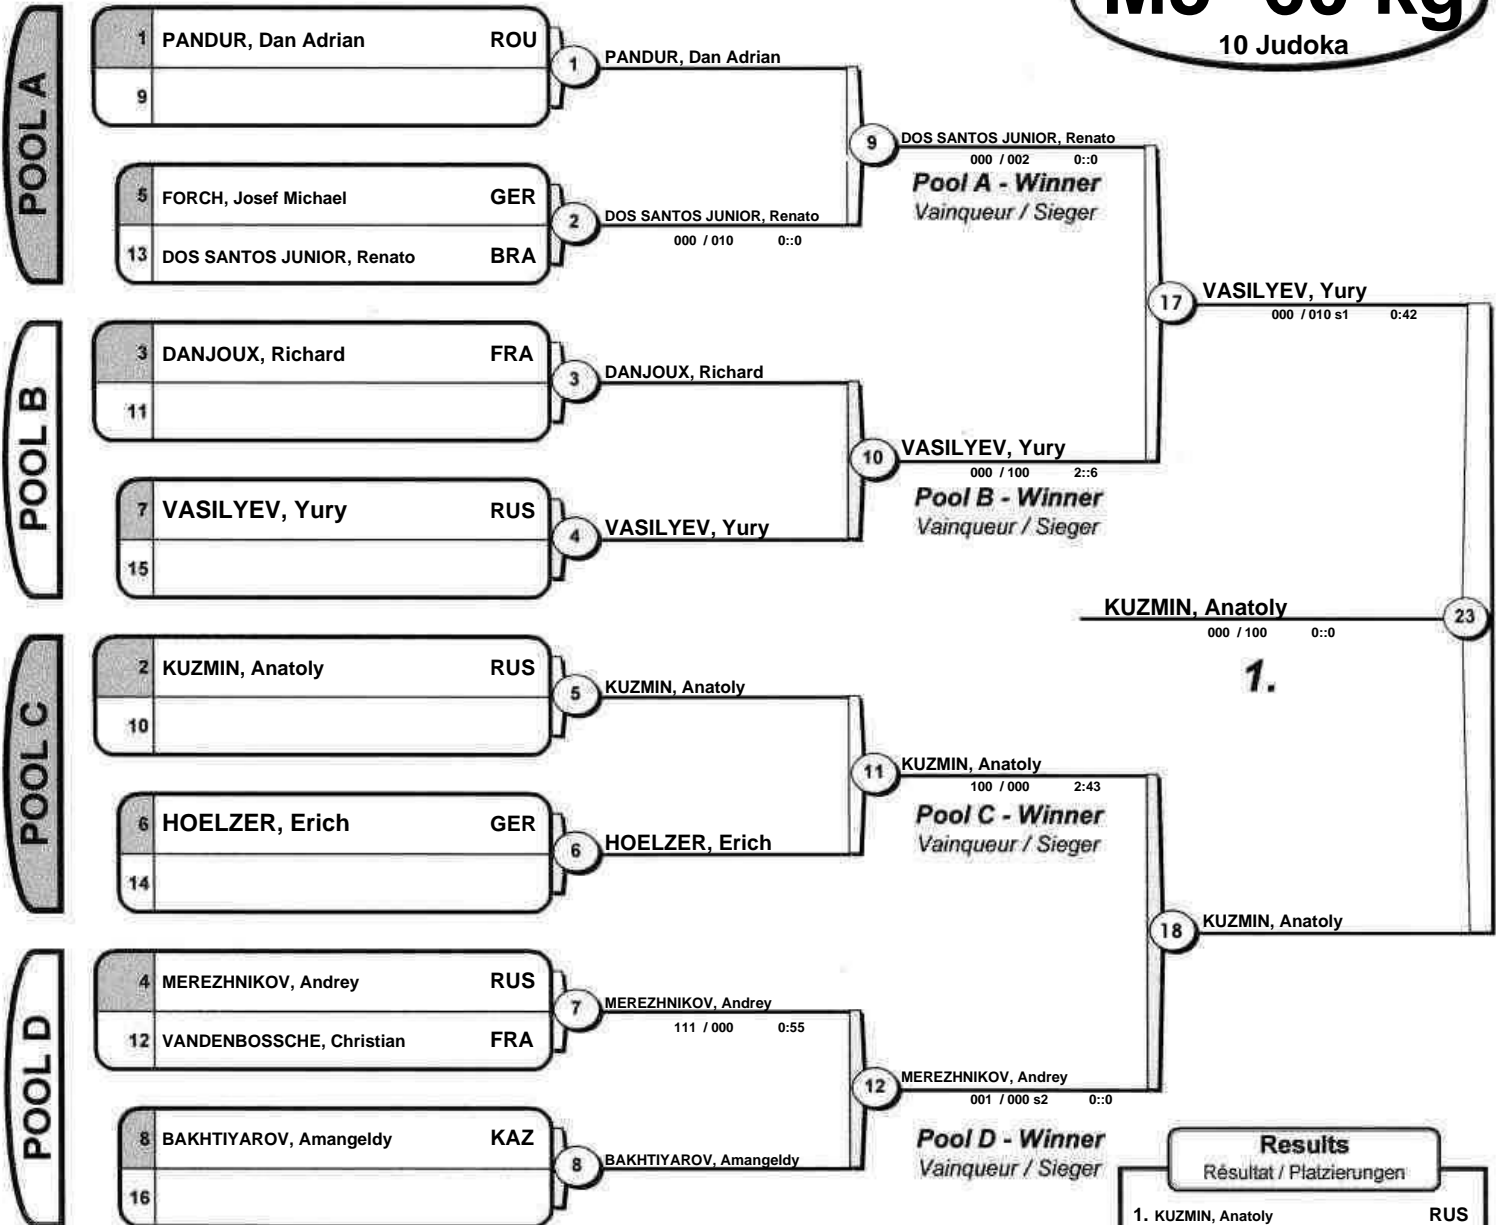 M6 -60 kg
10 Judoka
POOL A
1 PANDUR, Dan Adrian ROU
9
1 PANDUR, Dan Adrian
5 FORCH, Josef Michael GER
13 DOS SANTOS JUNIOR, Renato BRA
2 DOS SANTOS JUNIOR, Renato
000 / 010 0::0
9 DOS SANTOS JUNIOR, Renato
000 / 002 0::0
Pool A - Winner
Vainqueur / Sieger
POOL B
3 DANJOUX, Richard FRA
11
3 DANJOUX, Richard
7 VASILYEV, Yury RUS
15
4 VASILYEV, Yury
10 VASILYEV, Yury
000 / 100 2::6
Pool B - Winner
Vainqueur / Sieger
17 VASILYEV, Yury
000 / 010 s1 0:42
KUZMIN, Anatoly 23
000 / 100 0::0
1.
POOL C
2 KUZMIN, Anatoly RUS
10
5 KUZMIN, Anatoly
6 HOELZER, Erich GER
14
6 HOELZER, Erich
11 KUZMIN, Anatoly
100 / 000 2:43
Pool C - Winner
Vainqueur / Sieger
18 KUZMIN, Anatoly
POOL D
4 MEREZHNIKOV, Andrey RUS
12 VANDENBOSSCHE, Christian FRA
7 MEREZHNIKOV, Andrey
111 / 000 0:55
8 BAKHTIYAROV, Amangeldy KAZ
16
8 BAKHTIYAROV, Amangeldy
12 MEREZHNIKOV, Andrey
001 / 000 s2 0::0
Pool D - Winner
Vainqueur / Sieger
Results
Résultat / Platzierungen
1. KUZMIN, Anatoly RUS